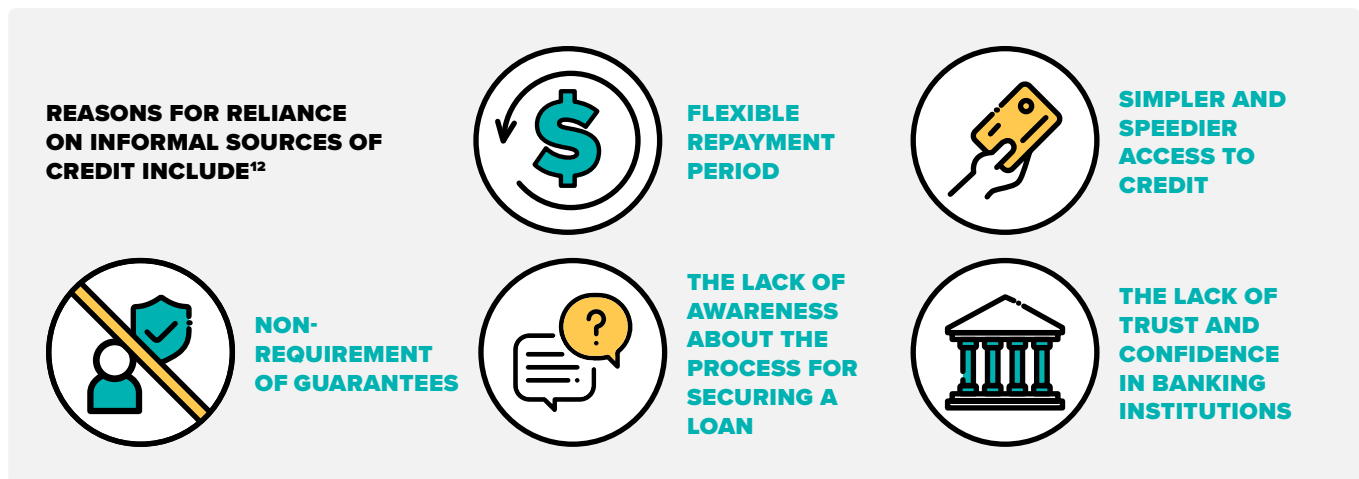 REASONS FOR RELIANCE
ON INFORMAL SOURCES OF
CREDIT INCLUDE¹²
FLEXIBLE
REPAYMENT
PERIOD
SIMPLER AND
SPEEDIER
ACCESS TO
CREDIT
NON-
REQUIREMENT
OF GUARANTEES
THE LACK OF
AWARENESS
ABOUT THE
PROCESS FOR
SECURING A
LOAN
THE LACK OF
TRUST AND
CONFIDENCE
IN BANKING
INSTITUTIONS